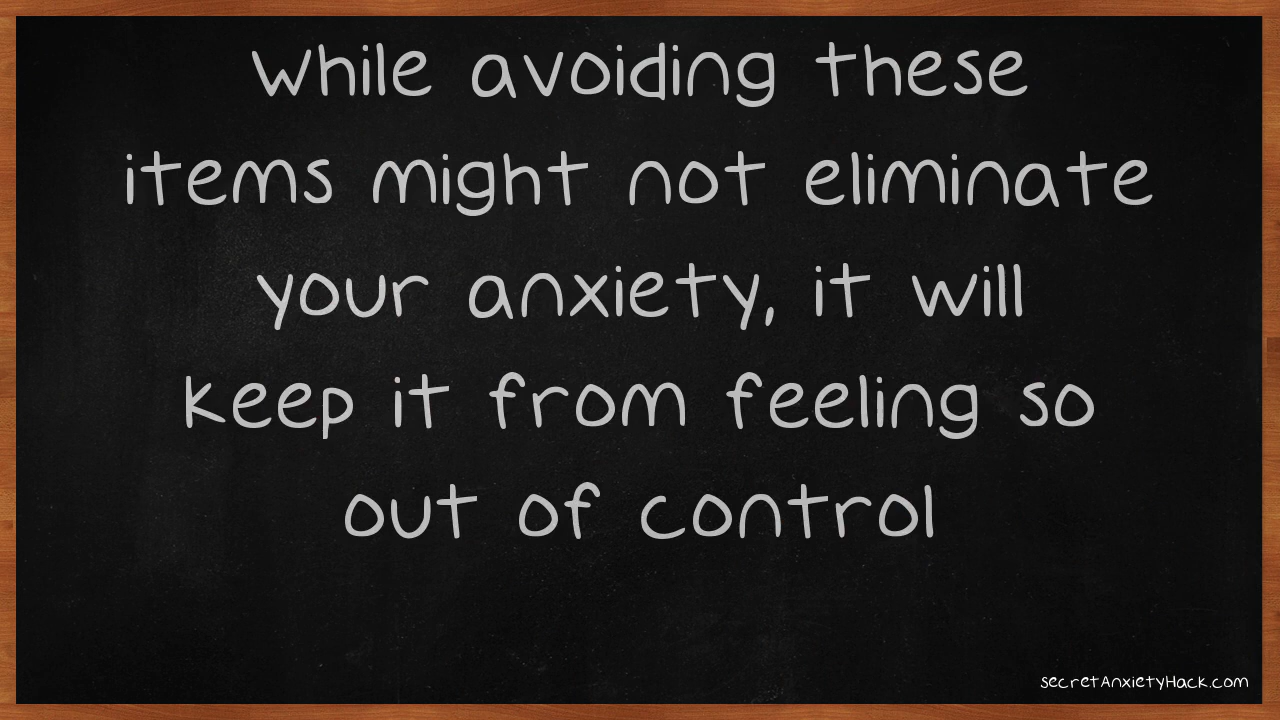 While avoiding these
items might not eliminate
your anxiety, it will
keep it from feeling so
out of control
secretAnxietyHack.com